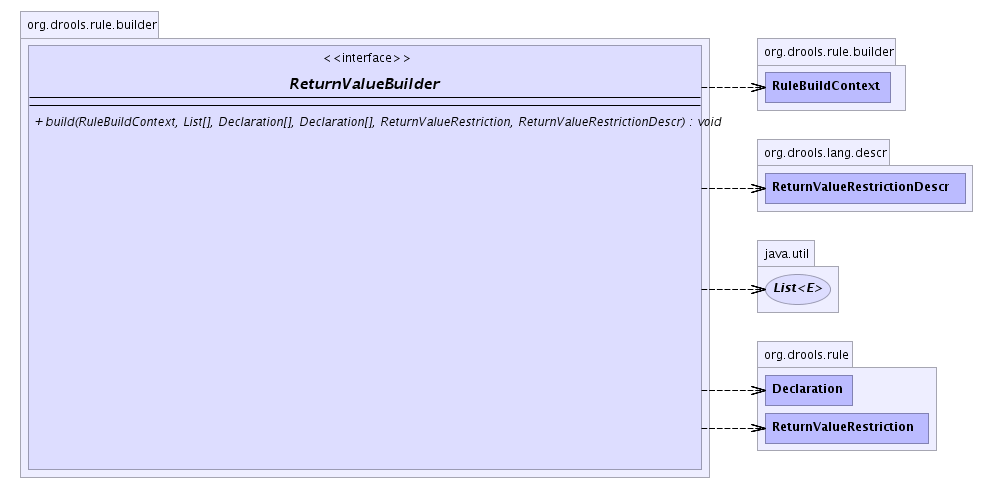 org.drools.rule.builder
<<interface>>
ReturnValueBuilder
+ build(RuleBuildContext, List[], Declaration[], Declaration[], ReturnValueRestriction, ReturnValueRestrictionDescr) : void
org.drools.rule.builder
RuleBuildContext
org.drools.lang.descr
ReturnValueRestrictionDescr
java.util
List<E>
org.drools.rule
Declaration
ReturnValueRestriction